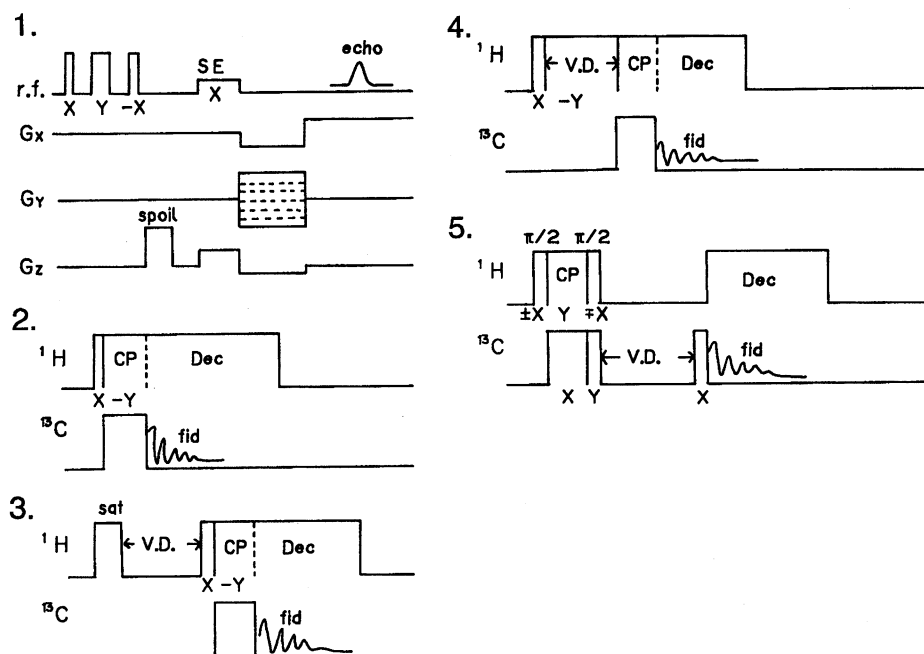 1.
echo
SE
r.f.
X Y -X X
Gx
GY
spoil
Gz
2.
¹H
CP Dec
X -Y
¹³C
fid
3.
sat
¹H
V.D. CP Dec
X -Y
¹³C
fid
4.
¹H
V.D. CP Dec
X -Y
¹³C
fid
5.
π/2 π/2
¹H
CP Dec
±X Y ∓X
¹³C
V.D. fid
X Y X